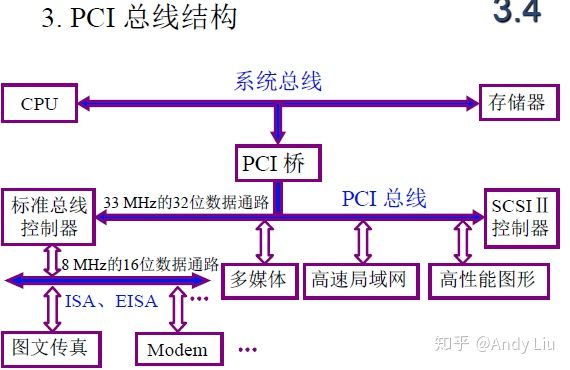 3. PCI 总线结构
3.4
系统总线
CPU
存储器
PCI 桥
33 MHz的32位数据通路
PCI 总线
标准总线
控制器
SCSIⅡ
控制器
8 MHz的16位数据通路
多媒体
高速局域网
高性能图形
ISA、EISA
…
图文传真
Modem
…
知乎 @Andy Liu